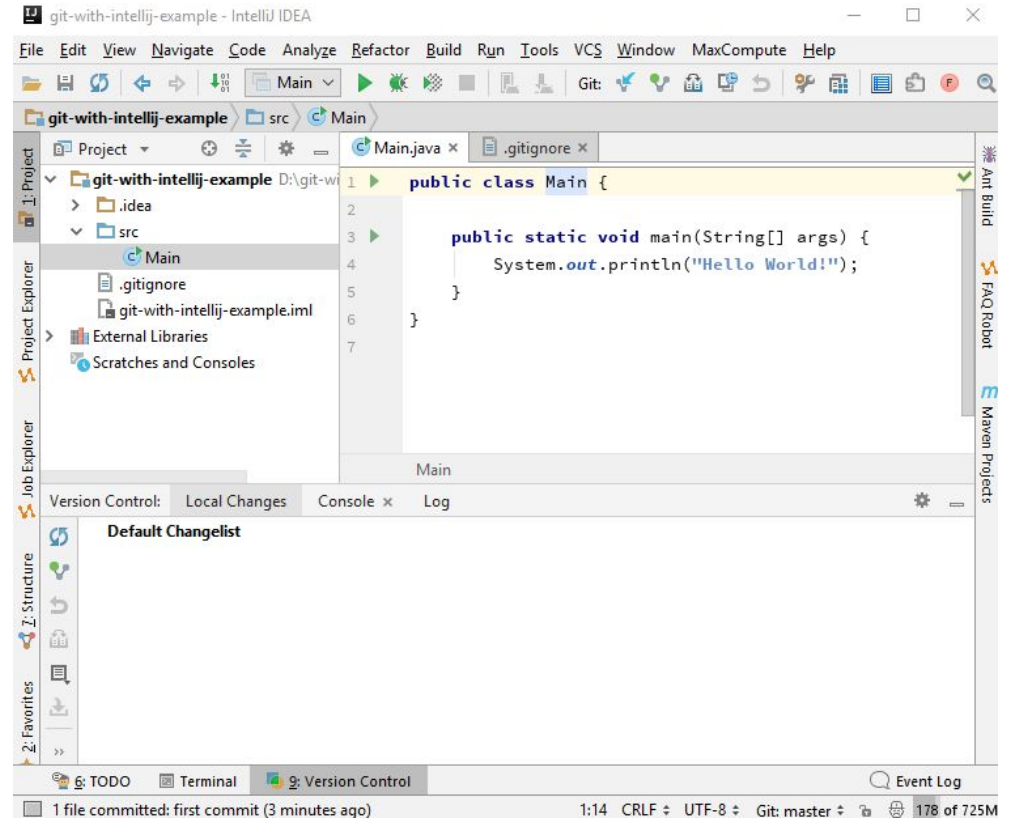 git-with-intellij-example - IntelliJ IDEA
File Edit View Navigate Code Analyze Refactor Build Run Tools VCS Window MaxCompute Help
Main Git: F
git-with-intellij-example src C Main
1: Project
Project Explorer
Job Explorer
7: Structure
2: Favorites
Project
git-with-intellij-example D:\git-wi
.idea
src
C Main
.gitignore
git-with-intellij-example.iml
External Libraries
Scratches and Consoles
C Main.java × .gitignore ×
1 public class Main {
2
3 public static void main(String[] args) {
4 System.out.println("Hello World!");
5 }
6 }
7
Main
Ant Build
FAQ Robot
m Maven Projects
Version Control: Local Changes Console × Log
Default Changelist
6: TODO Terminal 9: Version Control Event Log
1 file committed: first commit (3 minutes ago) 1:14 CRLF UTF-8 Git: master 178 of 725M